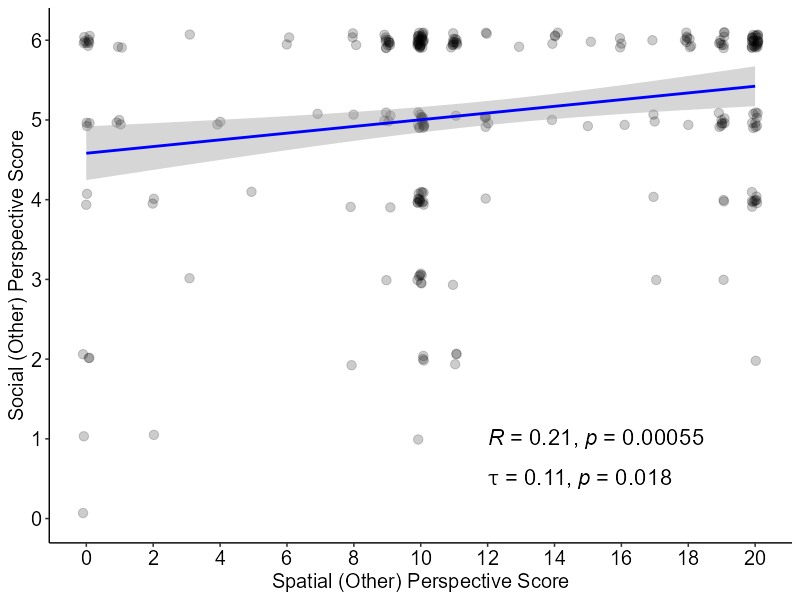 6
5
4
3
2
1
0
Social (Other) Perspective Score
R = 0.21, p = 0.00055
τ = 0.11, p = 0.018
0 2 4 6 8 10 12 14 16 18 20
Spatial (Other) Perspective Score